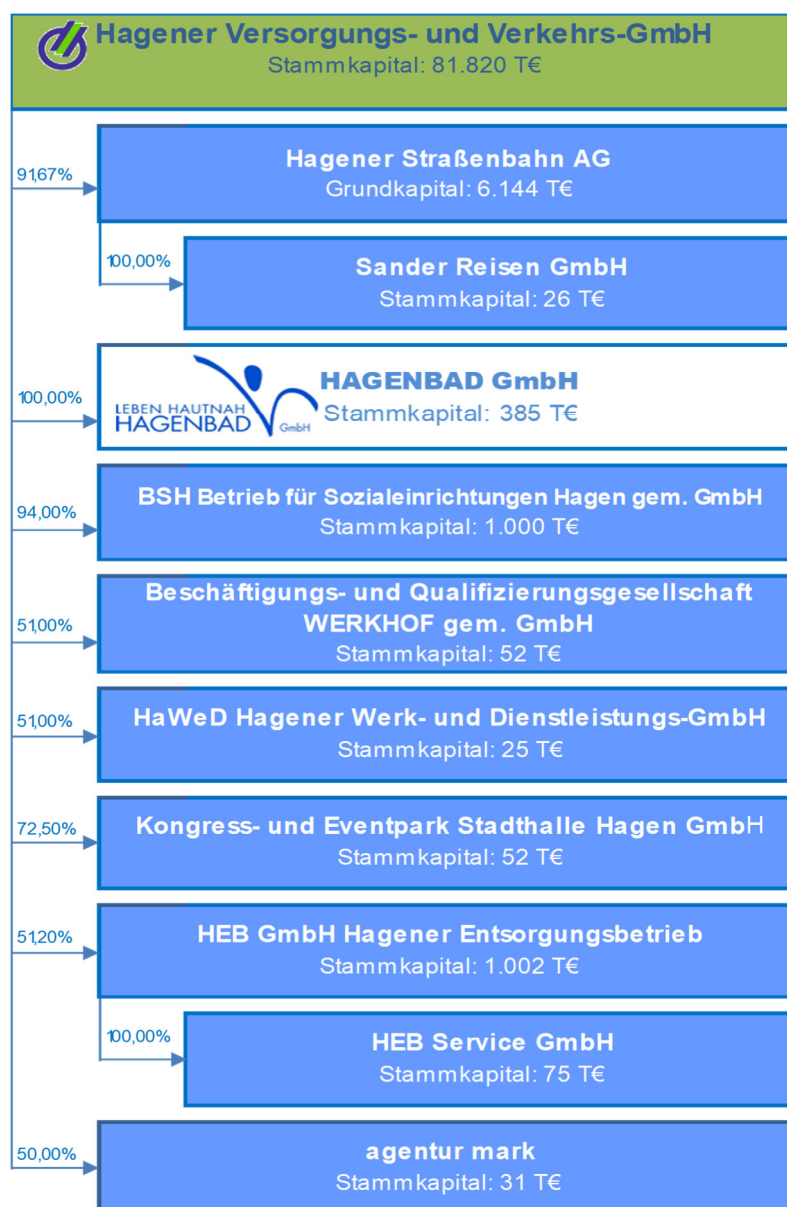 Hagener Versorgungs- und Verkehrs-GmbH
Stammkapital: 81.820 T€
91,67%
Hagener Straßenbahn AG
Grundkapital: 6.144 T€
100,00%
Sander Reisen GmbH
Stammkapital: 26 T€
100,00%
LEBEN HAUTNAH
HAGENBAD GmbH
HAGENBAD GmbH
Stammkapital: 385 T€
94,00%
BSH Betrieb für Sozialeinrichtungen Hagen gem. GmbH
Stammkapital: 1.000 T€
51,00%
Beschäftigungs- und Qualifizierungsgesellschaft
WERKHOF gem. GmbH
Stammkapital: 52 T€
51,00%
HaWeD Hagener Werk- und Dienstleistungs-GmbH
Stammkapital: 25 T€
72,50%
Kongress- und Eventpark Stadthalle Hagen GmbH
Stammkapital: 52 T€
51,20%
HEB GmbH Hagener Entsorgungsbetrieb
Stammkapital: 1.002 T€
100,00%
HEB Service GmbH
Stammkapital: 75 T€
50,00%
agentur mark
Stammkapital: 31 T€